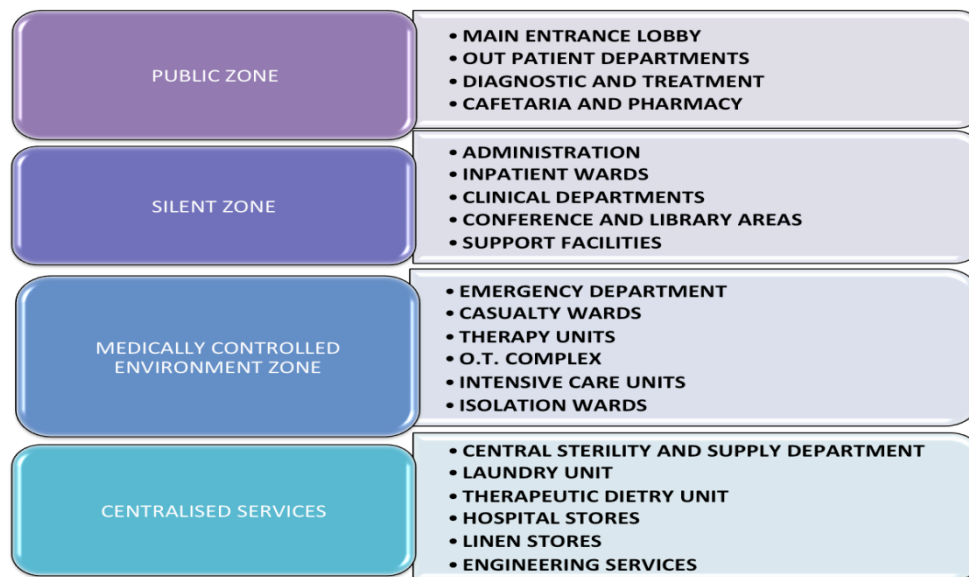 PUBLIC ZONE
• MAIN ENTRANCE LOBBY
• OUT PATIENT DEPARTMENTS
• DIAGNOSTIC AND TREATMENT
• CAFETARIA AND PHARMACY
SILENT ZONE
• ADMINISTRATION
• INPATIENT WARDS
• CLINICAL DEPARTMENTS
• CONFERENCE AND LIBRARY AREAS
• SUPPORT FACILITIES
MEDICALLY CONTROLLED
ENVIRONMENT ZONE
• EMERGENCY DEPARTMENT
• CASUALTY WARDS
• THERAPY UNITS
• O.T. COMPLEX
• INTENSIVE CARE UNITS
• ISOLATION WARDS
CENTRALISED SERVICES
• CENTRAL STERILITY AND SUPPLY DEPARTMENT
• LAUNDRY UNIT
• THERAPEUTIC DIETRY UNIT
• HOSPITAL STORES
• LINEN STORES
• ENGINEERING SERVICES